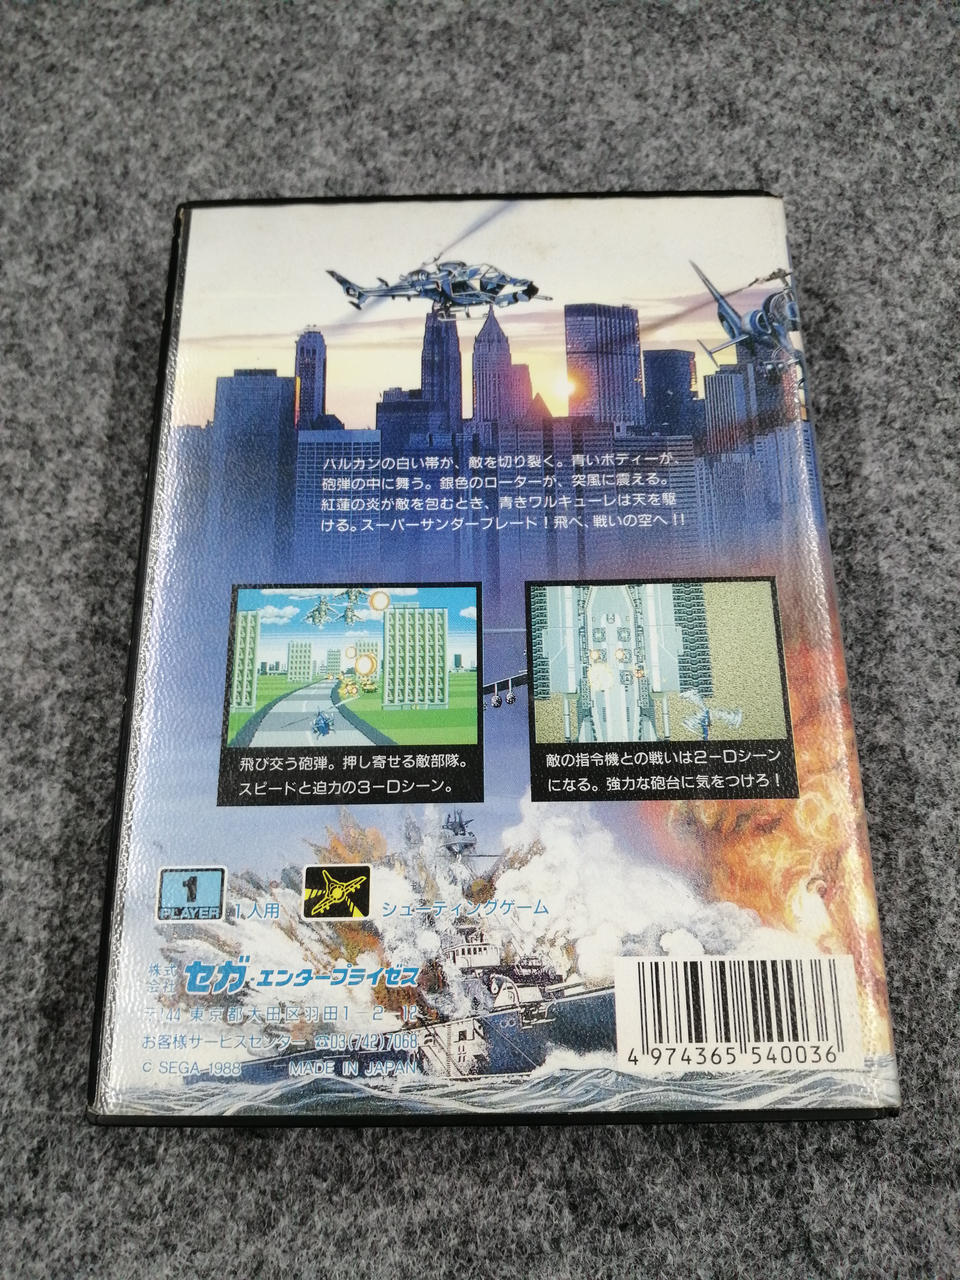 バルカンの白い帯が、敵を切り裂く。青いボディーが、
砲弾の中に舞う。銀色のローターが、突風に震える。
紅蓮の炎が敵を包むとき、青きワルキューレは天を駆
ける。スーパーサンダーブレード！飛べ、戦いの空へ!!
飛び交う砲弾。押し寄せる敵部隊。
スピードと迫力の3-Dシーン。
敵の指令機との戦いは2-Dシーン
になる。強力な砲台に気をつけろ！
1
PLAYER
1人用
シューティングゲーム
株式会社 セガ・エンタープライゼス
〒144 東京都大田区羽田1-2-12
お客様サービスセンター ☎03(742)7068
© SEGA 1988 MADE IN JAPAN
4 974365 540036